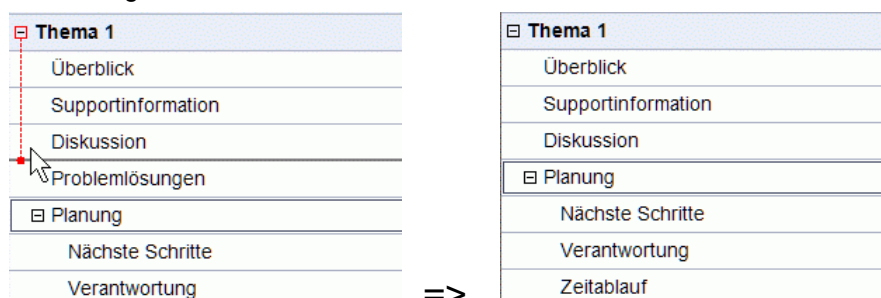 Thema 1
Überblick
Supportinformation
Diskussion
Problemlösungen
Planung
Nächste Schritte
Verantwortung
=>
Thema 1
Überblick
Supportinformation
Diskussion
Planung
Nächste Schritte
Verantwortung
Zeitablauf